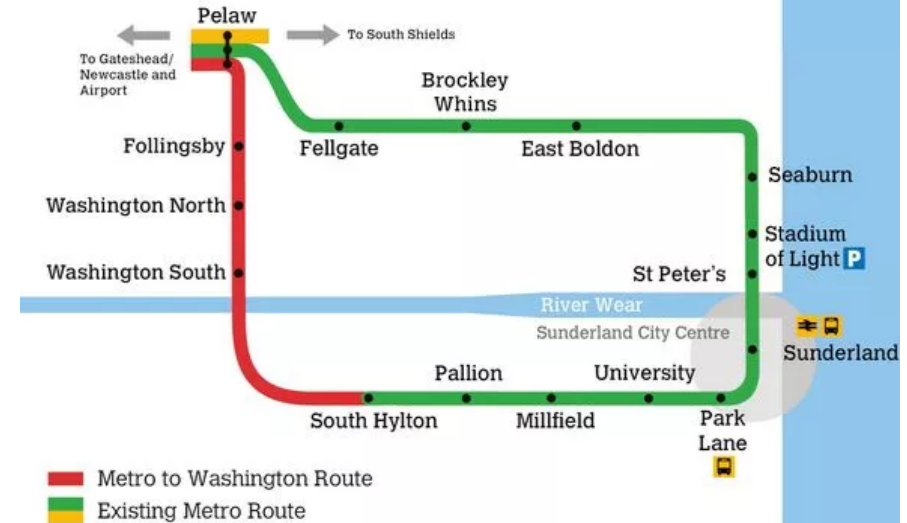 Pelaw
To South Shields
To Gateshead/
Newcastle and
Airport
Brockley
Whins
Follingsby
Fellgate
East Boldon
Seaburn
Washington North
Stadium
of Light P
Washington South
St Peter's
River Wear
Sunderland City Centre
Sunderland
Pallion
University
South Hylton
Millfield
Park
Lane
Metro to Washington Route
Existing Metro Route